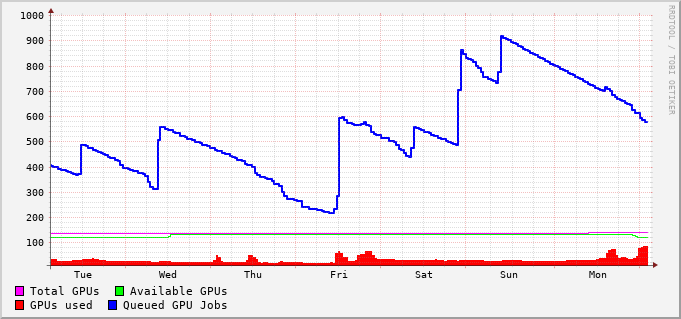 1000
900
800
700
600
500
400
300
200
100
Tue Wed Thu Fri Sat Sun Mon
RRDTOOL / TOBI OETIKER
Total GPUs Available GPUs
GPUs used Queued GPU Jobs